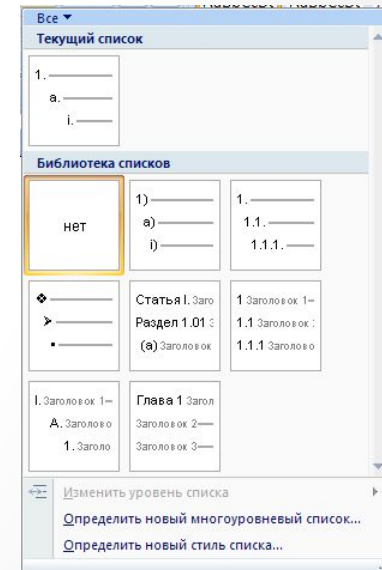 Все
Текущий список
1.
a.
i.
Библиотека списков
нет
1)
a)
i)
1.
1.1.
1.1.1.
Статья I. Заго
Раздел 1.01
(a) Заголовок
1 Заголовок 1
1.1 Заголовок
1.1.1 Заголово
I. Заголовок 1
A. Заголово
1. Заголо
Глава 1 Загол
Заголовок 2
Заголовок 3
Изменить уровень списка
Определить новый многоуровневый список...
Определить новый стиль списка...